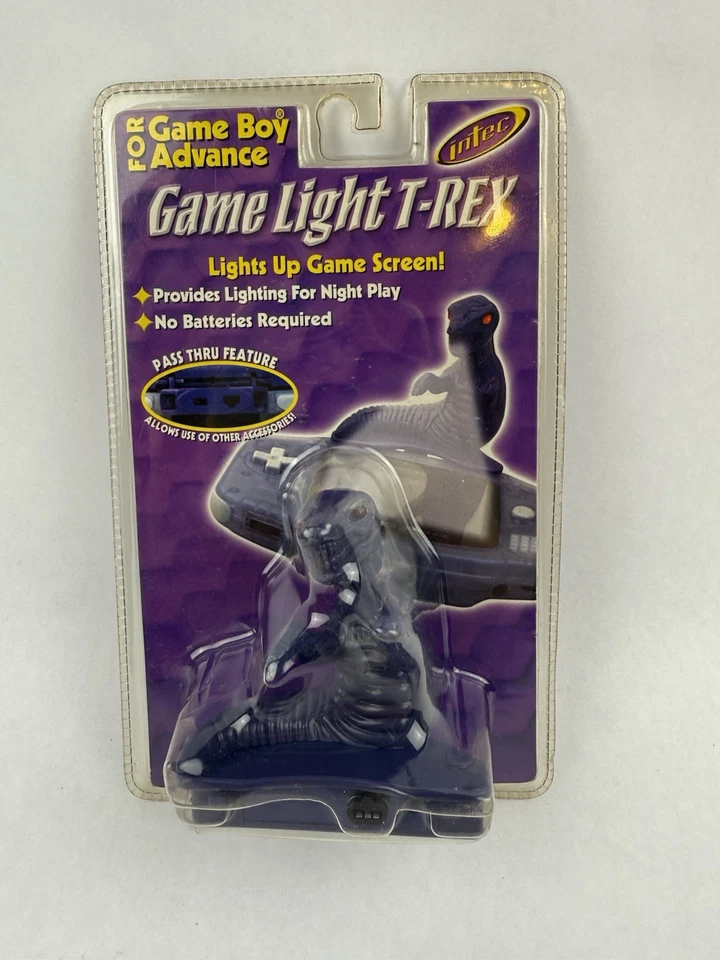 FOR
Game Boy®
Advance
intec
Game Light T-REX
Lights Up Game Screen!
Provides Lighting For Night Play
No Batteries Required
PASS THRU FEATURE
ALLOWS USE OF OTHER ACCESSORIES!